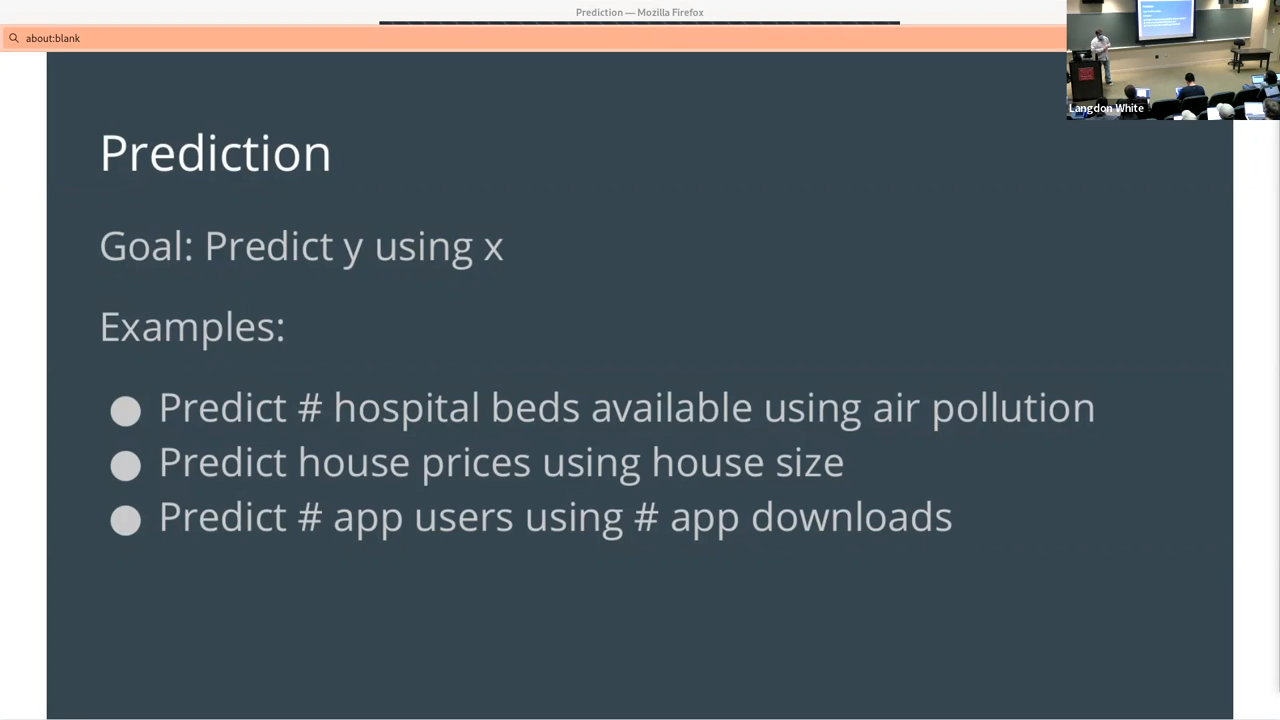 Prediction — Mozilla Firefox
about:blank
Langdon White
Prediction
Goal: Predict y using x
Examples:
● Predict # hospital beds available using air pollution
● Predict house prices using house size
● Predict # app users using # app downloads